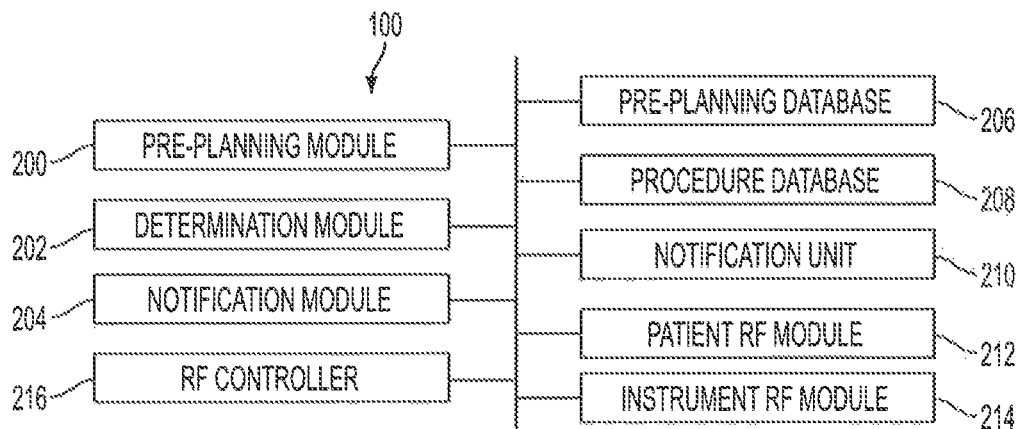 100
PRE-PLANNING MODULE
200
DETERMINATION MODULE
202
NOTIFICATION MODULE
204
RF CONTROLLER
216
PRE-PLANNING DATABASE
206
PROCEDURE DATABASE
208
NOTIFICATION UNIT
210
PATIENT RF MODULE
212
INSTRUMENT RF MODULE
214